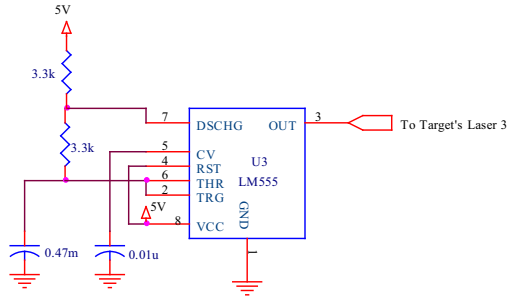 5V
3.3k
3.3k
7
DSCHG
OUT
3
To Target's Laser 3
5
CV
4
RST
U3
6
THR
LM555
2
TRG
5V
8
VCC
GND
1
0.47m
0.01u